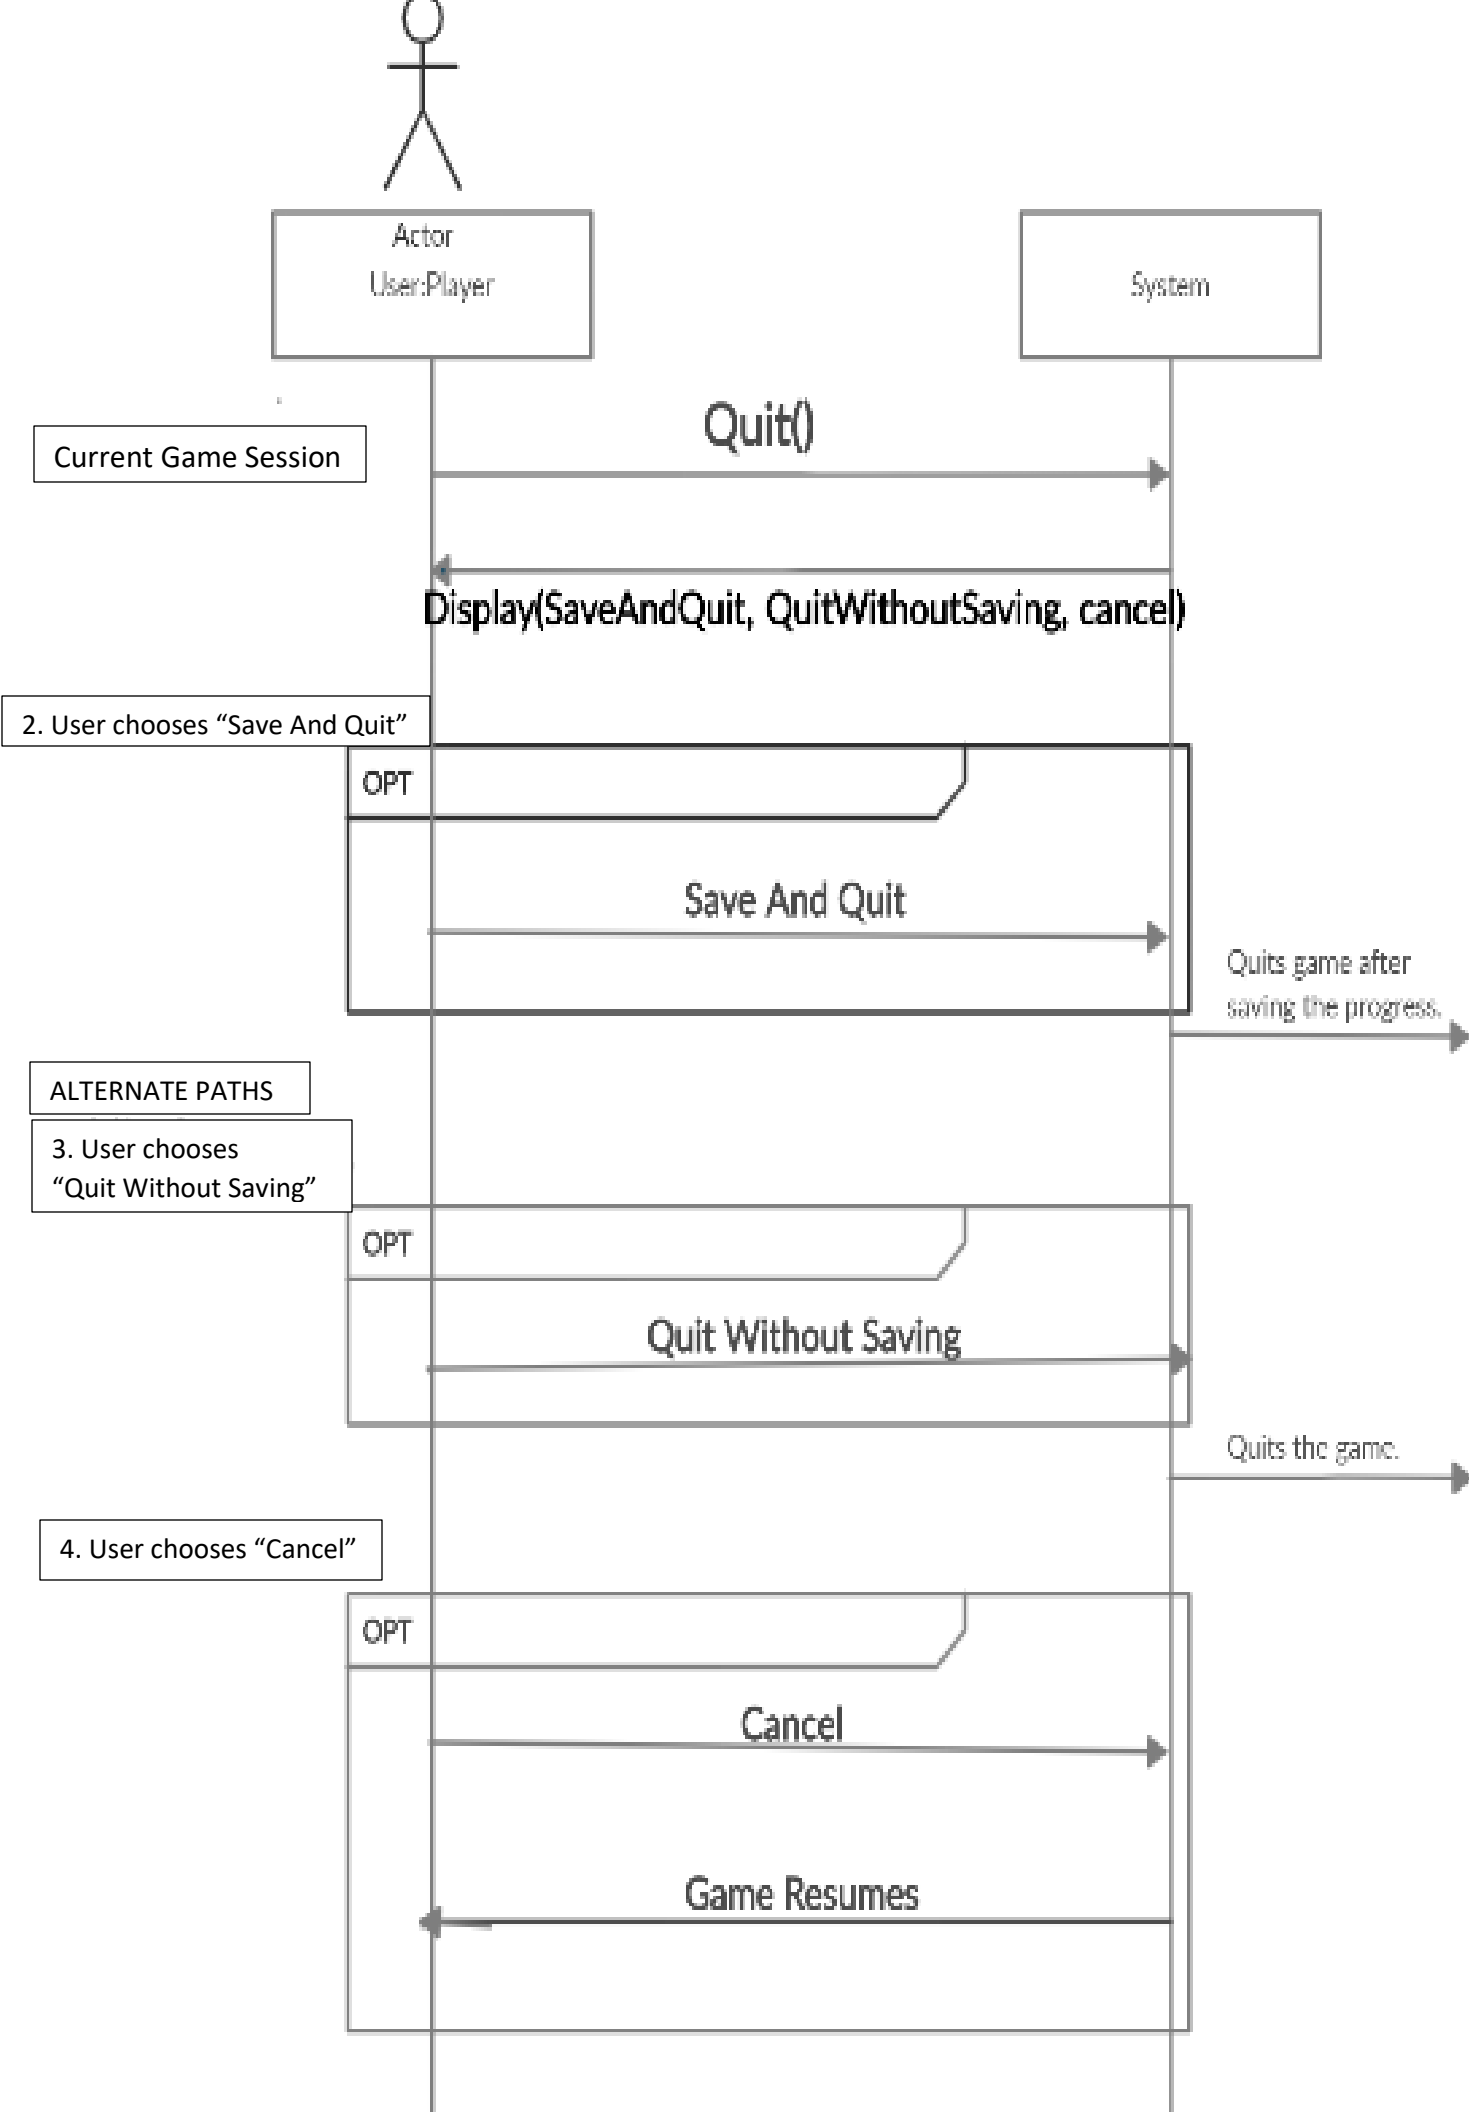 Actor
User:Player
System
Quit()
Current Game Session
Display(SaveAndQuit, QuitWithoutSaving, cancel)
2. User chooses “Save And Quit”
OPT
Save And Quit
Quits game after
saving the progress.
ALTERNATE PATHS
3. User chooses
“Quit Without Saving”
OPT
Quit Without Saving
Quits the game.
4. User chooses “Cancel”
OPT
Cancel
Game Resumes